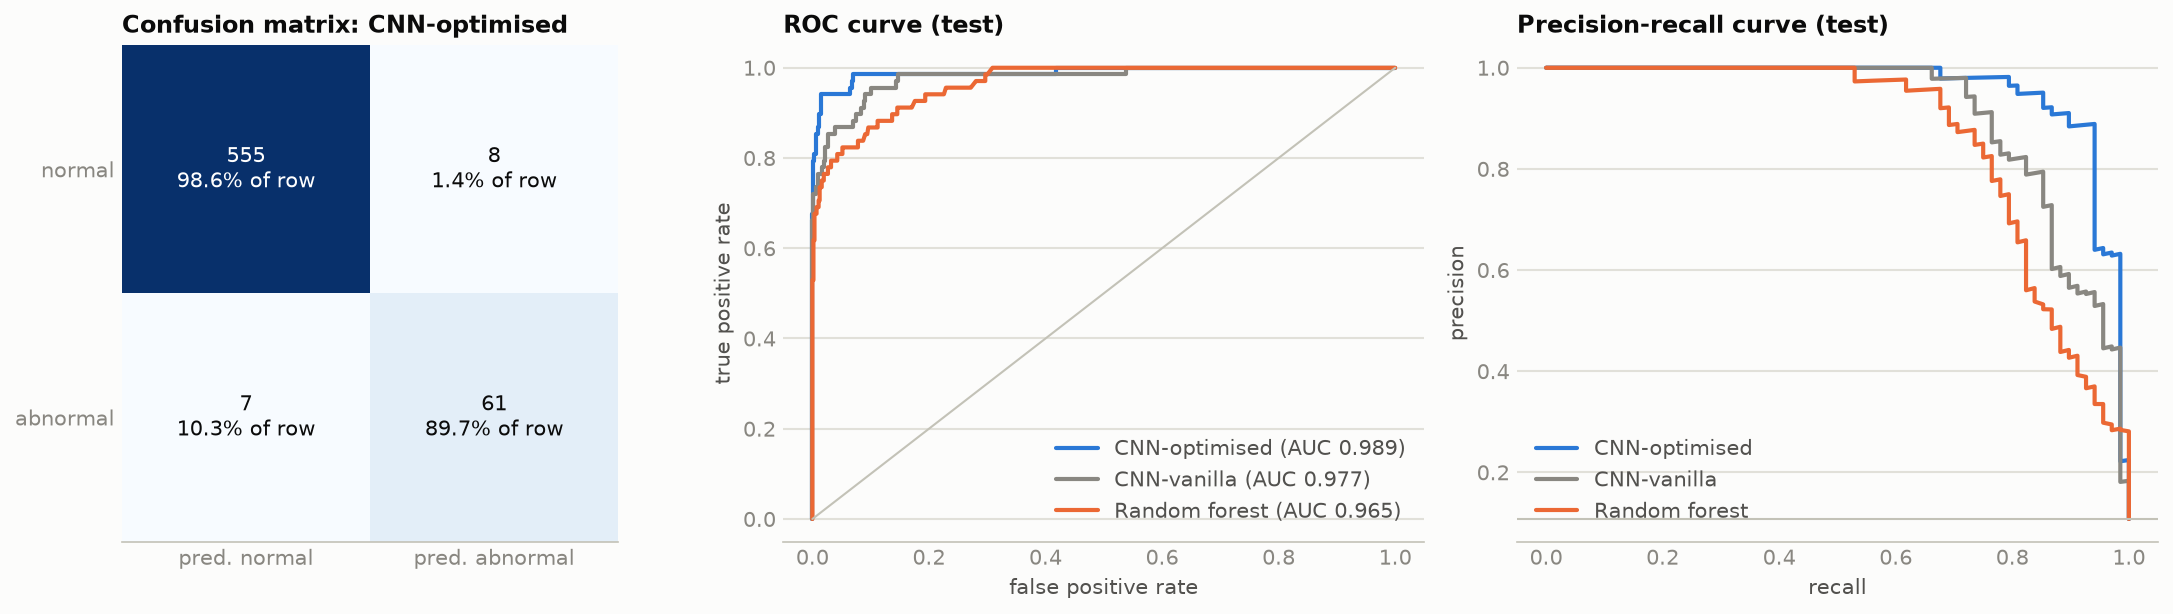 Confusion matrix: CNN-optimised
normal
abnormal
555
98.6% of row
8
1.4% of row
7
10.3% of row
61
89.7% of row
pred. normal
pred. abnormal
ROC curve (test)
true positive rate
1.0
0.8
0.6
0.4
0.2
0.0
CNN-optimised (AUC 0.989)
CNN-vanilla (AUC 0.977)
Random forest (AUC 0.965)
0.0
0.2
0.4
0.6
0.8
1.0
false positive rate
Precision-recall curve (test)
precision
1.0
0.8
0.6
0.4
0.2
CNN-optimised
CNN-vanilla
Random forest
0.0
0.2
0.4
0.6
0.8
1.0
recall